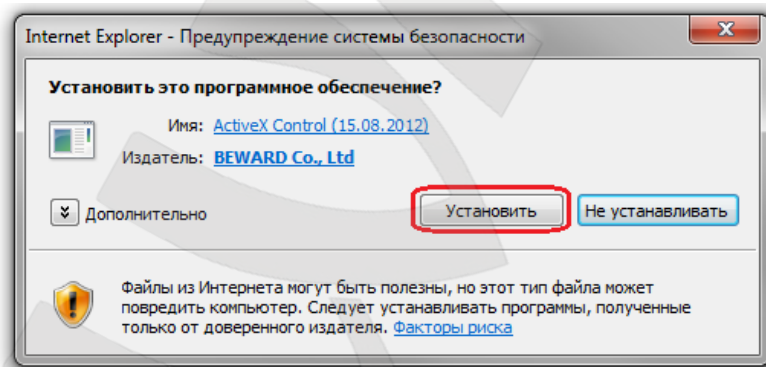 Internet Explorer - Предупреждение системы безопасности
Установить это программное обеспечение?
Имя: ActiveX Control (15.08.2012)
Издатель: BEWARD Co., Ltd
Дополнительно
Установить
Не устанавливать
Файлы из Интернета могут быть полезны, но этот тип файла может
повредить компьютер. Следует устанавливать программы, полученные
только от доверенного издателя. Факторы риска